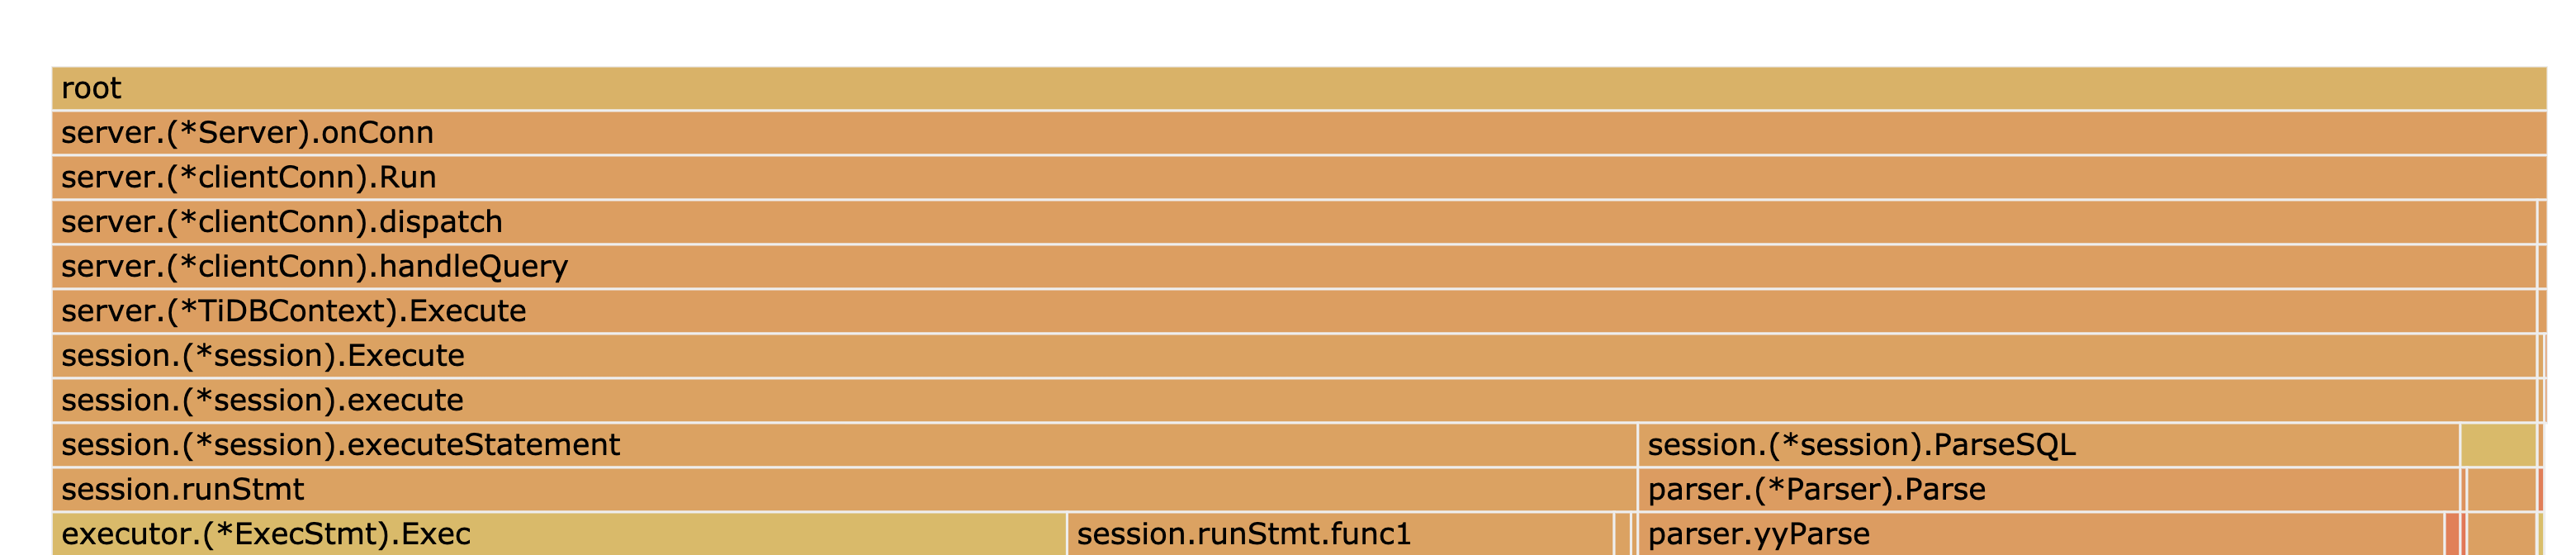 root
server.(*Server).onConn
server.(*clientConn).Run
server.(*clientConn).dispatch
server.(*clientConn).handleQuery
server.(*TiDBContext).Execute
session.(*session).Execute
session.(*session).execute
session.(*session).executeStatement session.(*session).ParseSQL
session.runStmt parser.(*Parser).Parse
executor.(*ExecStmt).Exec session.runStmt.func1 parser.yyParse